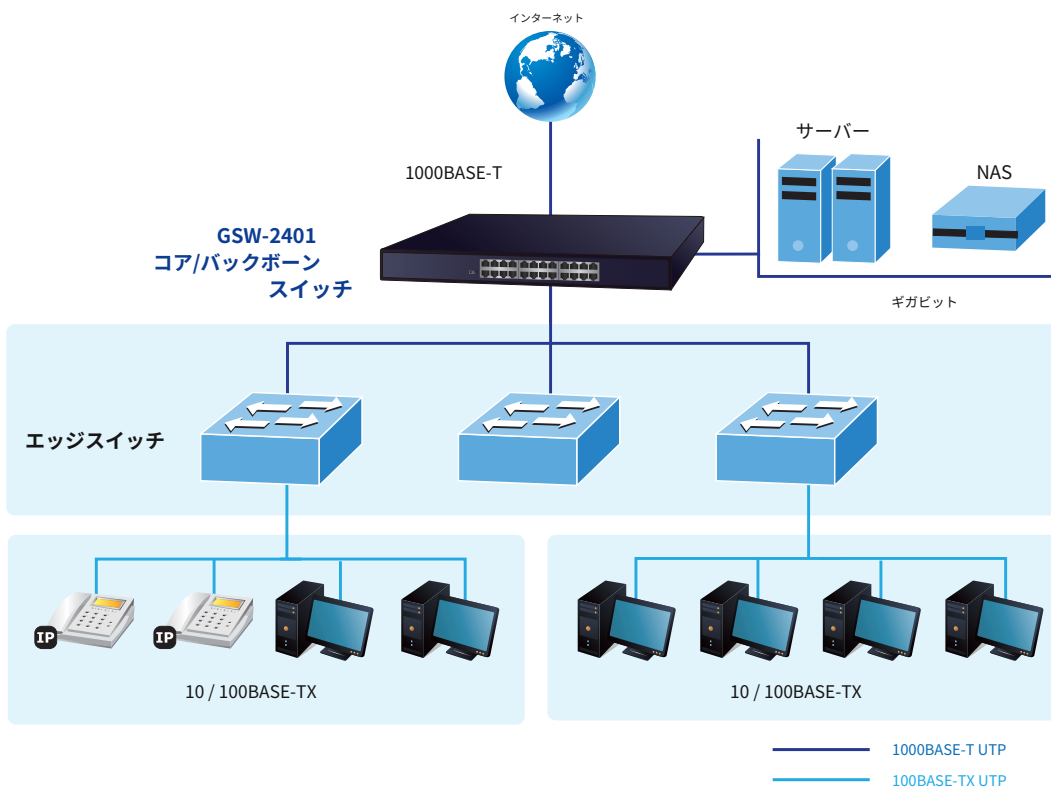 インターネット
1000BASE-T
サーバー
NAS
GSW-2401
コア/バックボーン
スイッチ
ギガビット
エッジスイッチ
IP
IP
10 / 100BASE-TX
10 / 100BASE-TX
1000BASE-T UTP
100BASE-TX UTP